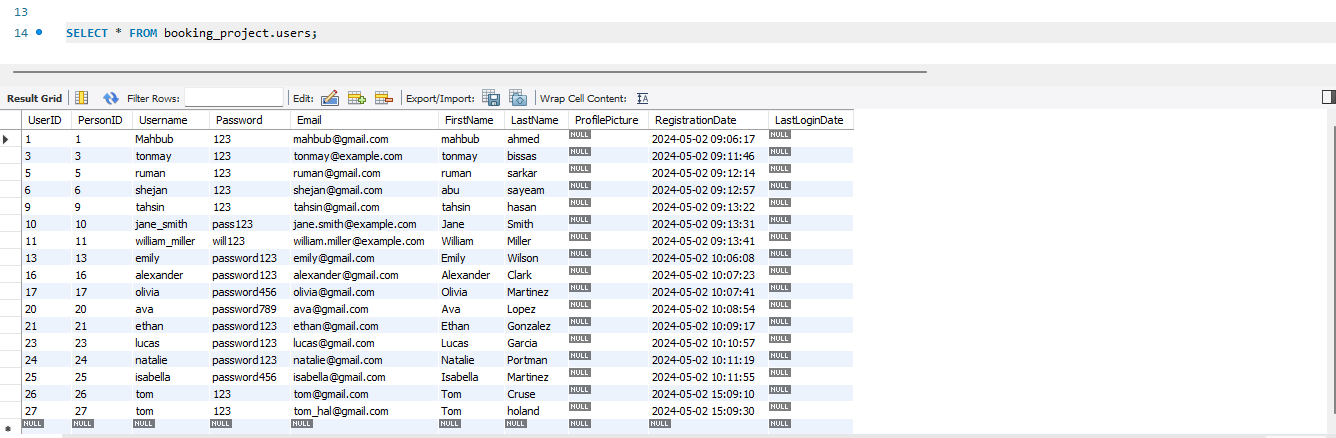 13
14 SELECT * FROM booking_project.users;
Result Grid Filter Rows: Edit: Export/Import: Wrap Cell Content: IA
UserID PersonID Username Password Email FirstName LastName ProfilePicture RegistrationDate LastLoginDate
1 1 Mahbub 123 mahbub@gmail.com mahbub ahmed NULL 2024-05-02 09:06:17 NULL
3 3 tonmay 123 tonmay@example.com tonmay bissas NULL 2024-05-02 09:11:46 NULL
5 5 ruman 123 ruman@gmail.com ruman sarkar NULL 2024-05-02 09:12:14 NULL
6 6 shejan 123 shejan@gmail.com abu sayeam NULL 2024-05-02 09:12:57 NULL
9 9 tahsin 123 tahsin@gmail.com tahsin hasan NULL 2024-05-02 09:13:22 NULL
10 10 jane_smith pass123 jane.smith@example.com Jane Smith NULL 2024-05-02 09:13:31 NULL
11 11 william_miller will123 william.miller@example.com William Miller NULL 2024-05-02 09:13:41 NULL
13 13 emily password123 emily@gmail.com Emily Wilson NULL 2024-05-02 10:06:08 NULL
16 16 alexander password123 alexander@gmail.com Alexander Clark NULL 2024-05-02 10:07:23 NULL
17 17 olivia password456 olivia@gmail.com Olivia Martinez NULL 2024-05-02 10:07:41 NULL
20 20 ava password789 ava@gmail.com Ava Lopez NULL 2024-05-02 10:08:54 NULL
21 21 ethan password123 ethan@gmail.com Ethan Gonzalez NULL 2024-05-02 10:09:17 NULL
23 23 lucas password123 lucas@gmail.com Lucas Garcia NULL 2024-05-02 10:10:57 NULL
24 24 natalie password123 natalie@gmail.com Natalie Portman NULL 2024-05-02 10:11:19 NULL
25 25 isabella password456 isabella@gmail.com Isabella Martinez NULL 2024-05-02 10:11:55 NULL
26 26 tom 123 tom@gmail.com Tom Cruse NULL 2024-05-02 15:09:10 NULL
27 27 tom 123 tom_hal@gmail.com Tom holand NULL 2024-05-02 15:09:30 NULL
NULL NULL NULL NULL NULL NULL NULL NULL NULL NULL